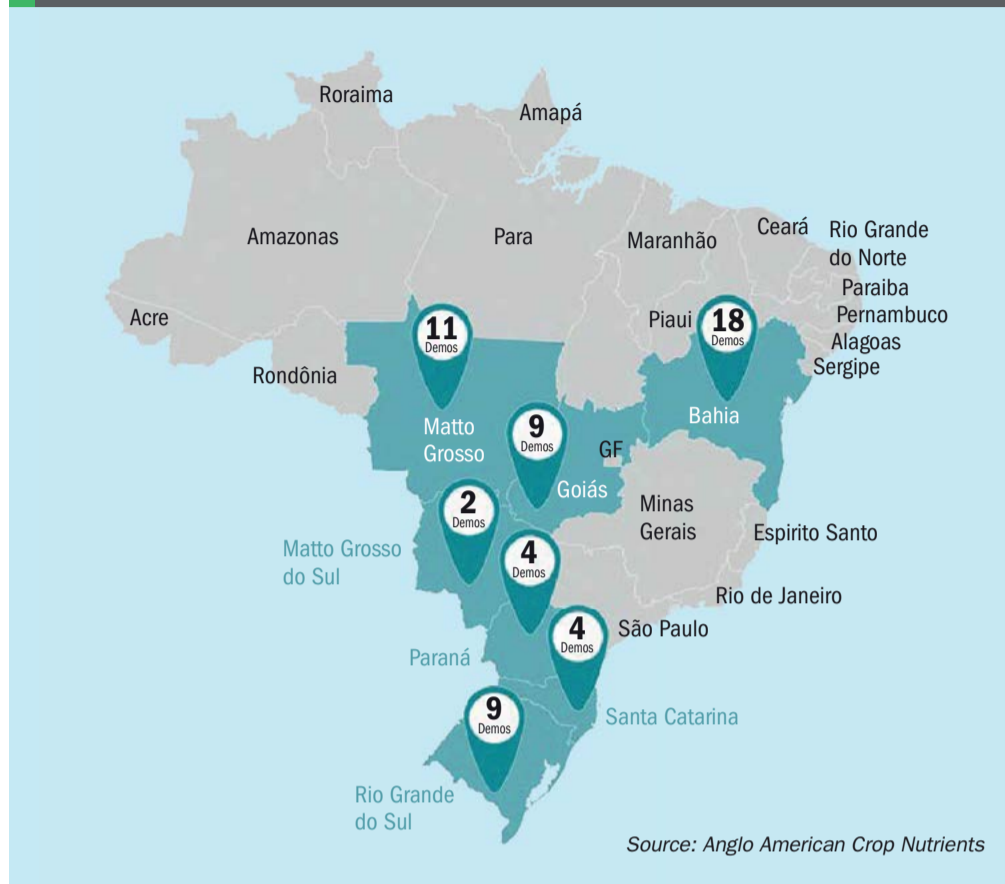 Roraima
Amapá
Amazonas
Para
Maranhão
Ceará
Rio Grande
do Norte
Paraiba
Pernambuco
Alagoas
Sergipe
Piaui
Acre
Rondônia
11
Demos
18
Demos
Matto
Grosso
9
Demos
Bahia
GF
Goiás
2
Demos
Minas
Gerais
Matto Grosso
do Sul
4
Demos
Espirito Santo
Rio de Janeiro
4
Demos
São Paulo
Paraná
9
Demos
Santa Catarina
Rio Grande
do Sul
Source: Anglo American Crop Nutrients